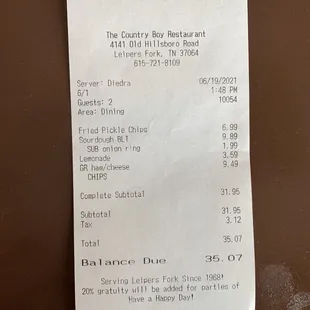 The Country Boy Restaurant
4141 Old Hillsboro Road
Leipers Fork, TN 37064
615-721-8109
Server: Diedra 06/19/2021
6/1 1:48 PM
Guests: 2 10054
Area: Dining
Fried Pickle Chips 6.99
Sourdough BLT 9.89
SUB onion ring 1.99
Lemonade 3.59
GR ham/cheese 9.49
CHIPS
Complete Subtotal 31.95
Subtotal 31.95
Tax 3.12
Total 35.07
Balance Due 35.07
Serving Leipers Fork Since 1968!
20% gratuity will be added for parties of
Have a Happy Day!